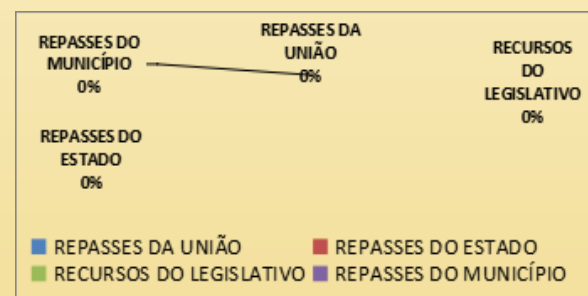 REPASSES DO
MUNICÍPIO
0%
REPASSES DA
UNIÃO
0%
RECURSOS
DO
LEGISLATIVO
0%
REPASSES DO
ESTADO
0%
REPASSES DA UNIÃO
REPASSES DO ESTADO
RECURSOS DO LEGISLATIVO
REPASSES DO MUNICÍPIO